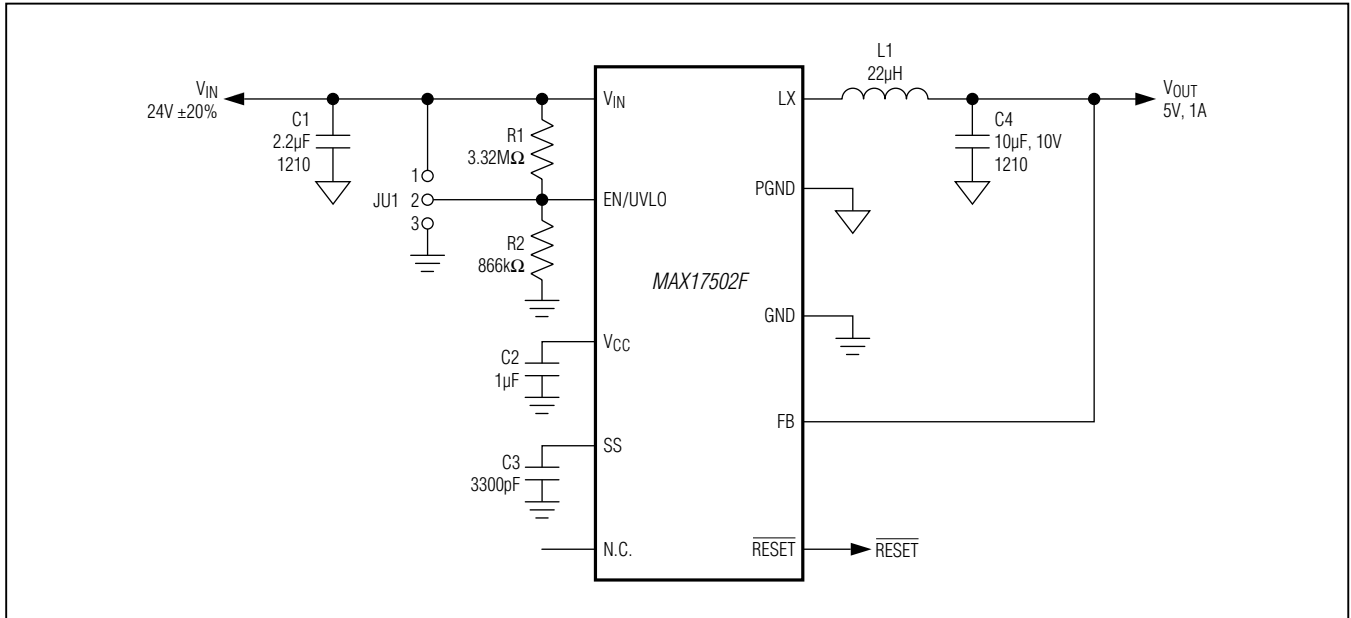 VIN
24V ±20%
C1
2.2µF
1210
1
JU1 2
3
R1
3.32MΩ
R2
866kΩ
C2
1µF
C3
3300pF
VIN
EN/UVLO
VCC
SS
N.C.
MAX17502F
LX
PGND
GND
FB
RESET
L1
22µH
C4
10µF, 10V
1210
VOUT
5V, 1A
RESET